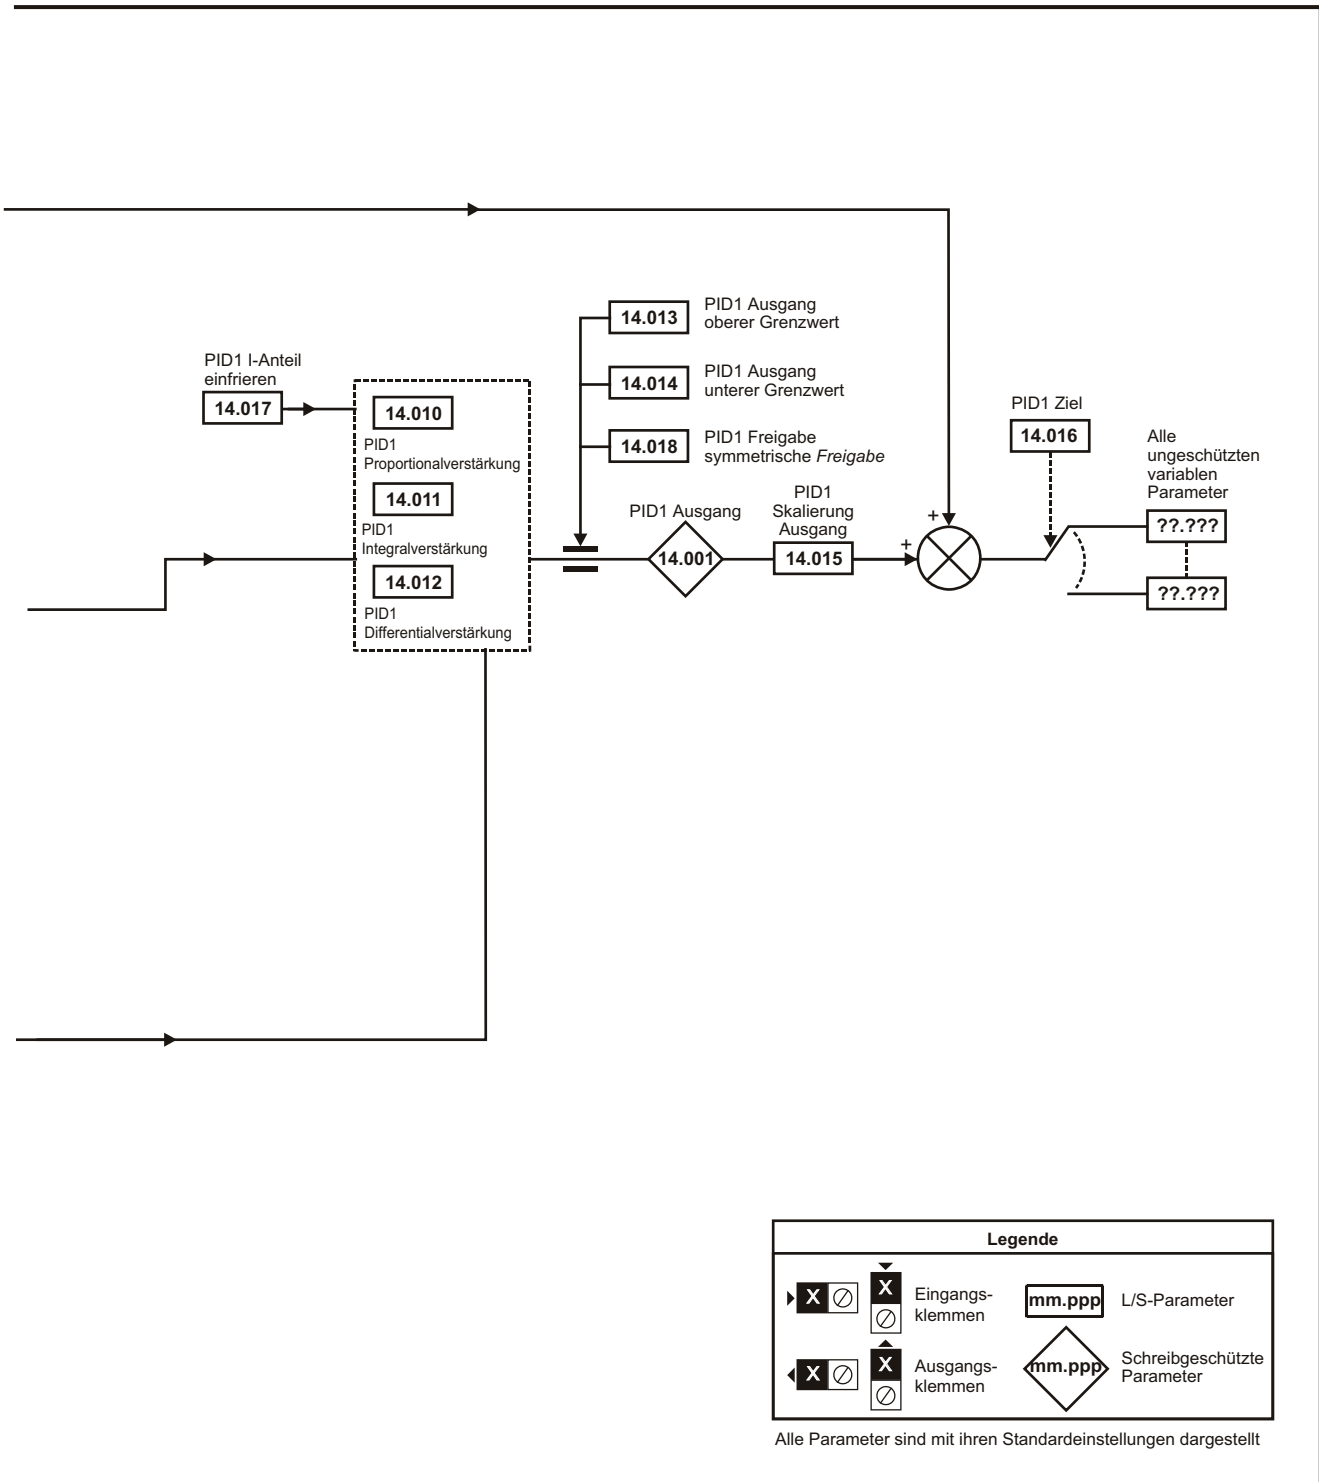 14.013
PID1 Ausgang
oberer Grenzwert
PID1 I-Anteil
einfrieren
14.017
14.014
PID1 Ausgang
unterer Grenzwert
14.018
PID1 Freigabe
symmetrische Freigabe
14.010
PID1
Proportionalverstärkung
14.011
PID1
Integralverstärkung
14.012
PID1
Differentialverstärkung
PID1 Ausgang
14.001
PID1
Skalierung
Ausgang
14.015
+
+
PID1 Ziel
14.016
Alle
ungeschützten
variablen
Parameter
??.???
??.???
Legende
X
X
Eingangs-
klemmen
mm.ppp
L/S-Parameter
X
X
Ausgangs-
klemmen
mm.ppp
Schreibgeschützte
Parameter
Alle Parameter sind mit ihren Standardeinstellungen dargestellt